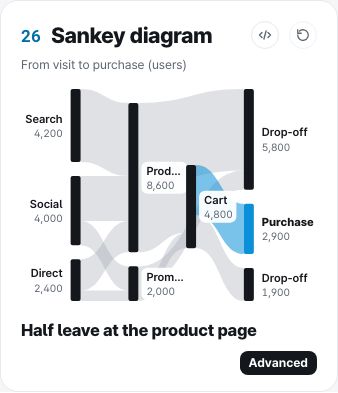 26 Sankey diagram
From visit to purchase (users)
Search
4,200
Social
4,000
Direct
2,400
Prod...
8,600
Prom...
2,000
Cart
4,800
Drop-off
5,800
Purchase
2,900
Drop-off
1,900
Half leave at the product page
Advanced